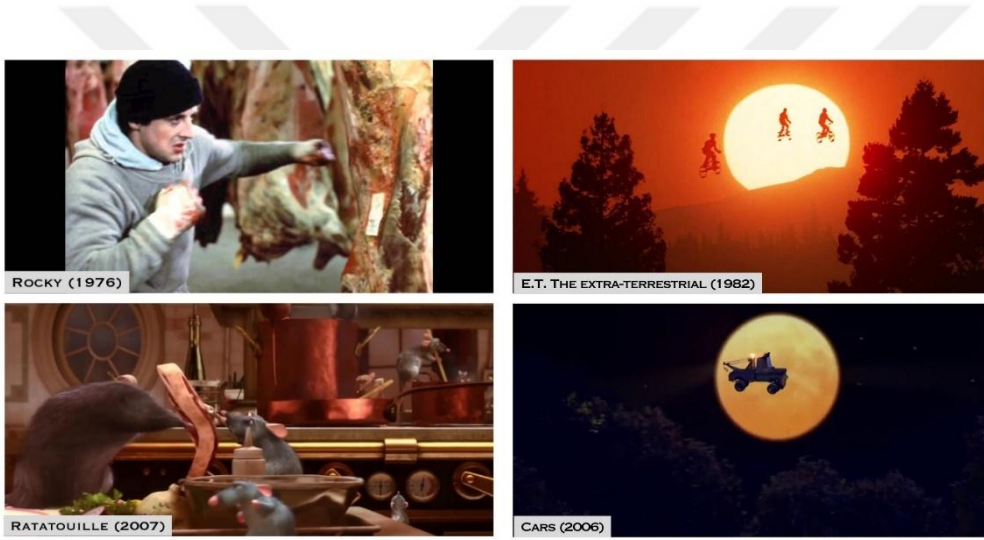 Rocky (1976)
E.T. The extra-terrestrial (1982)
Ratatouille (2007)
Cars (2006)